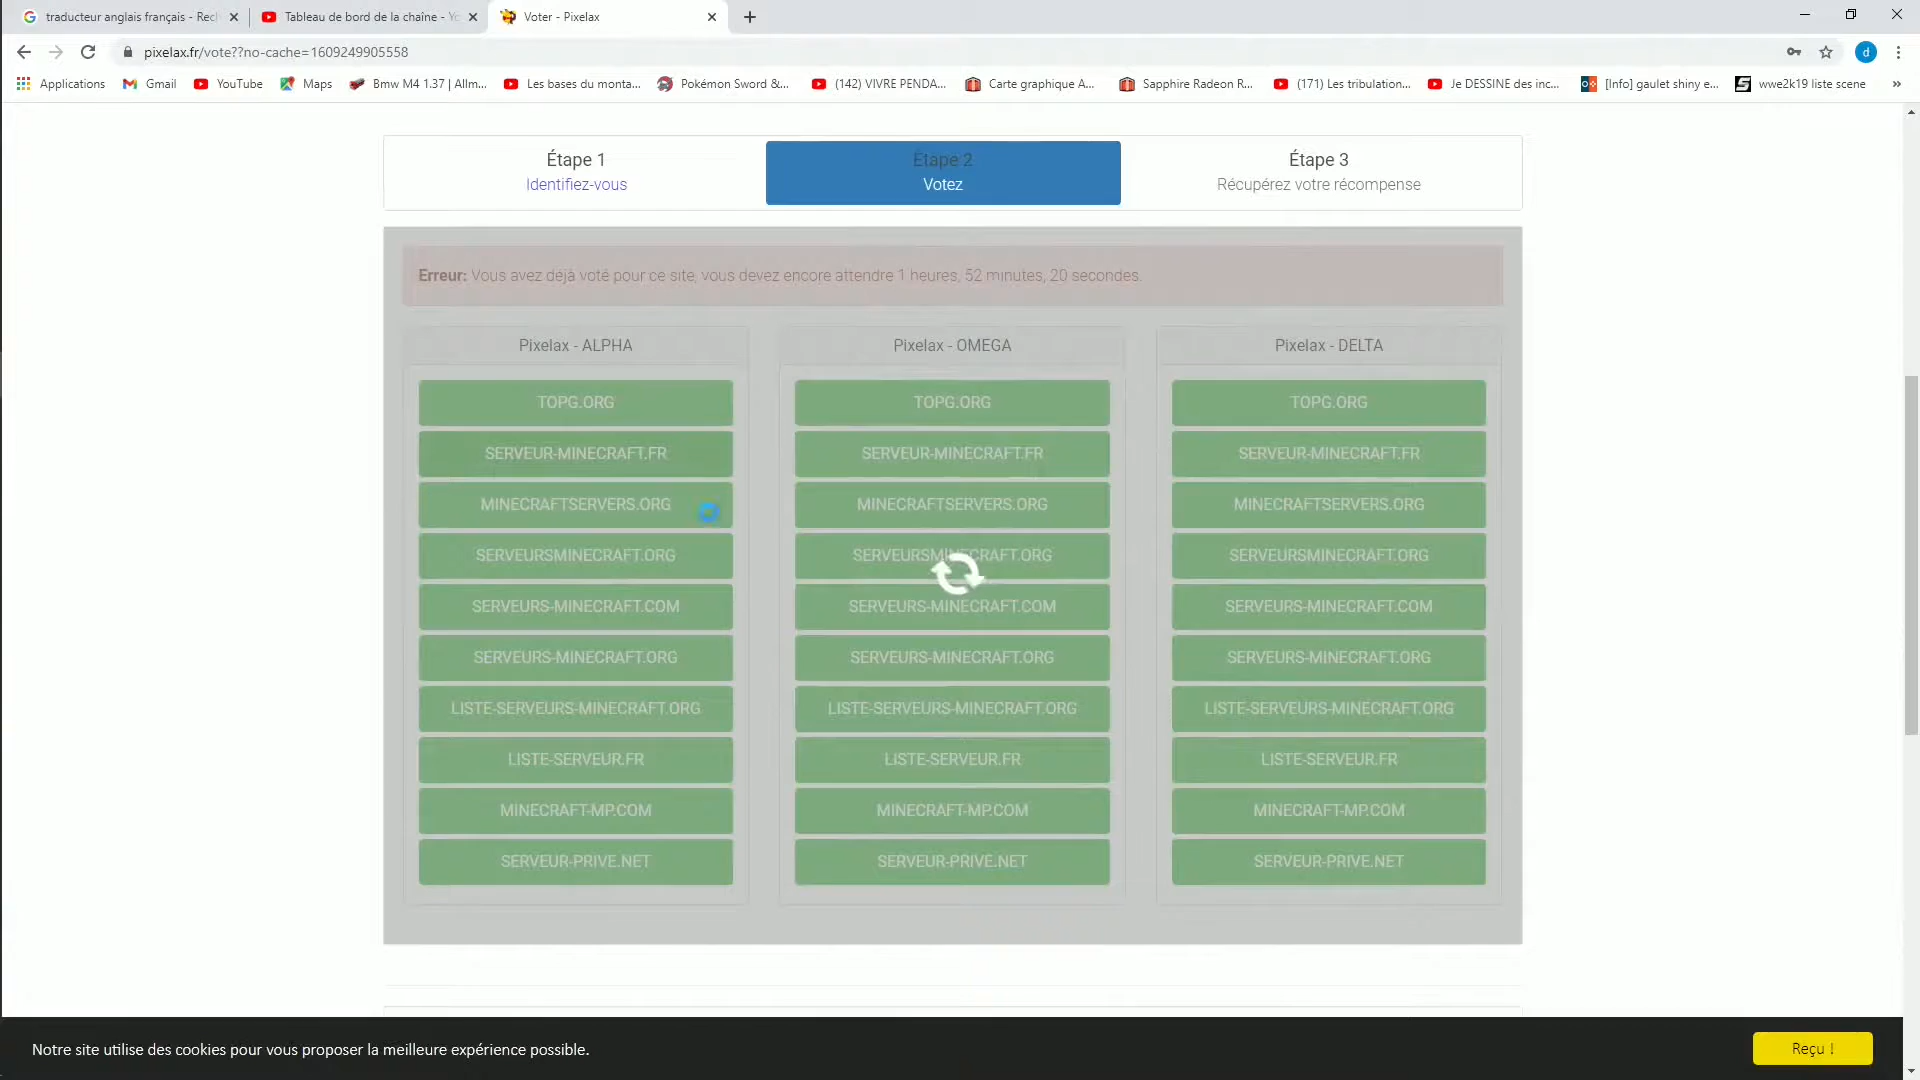 traducteur anglais français - Rec
Tableau de bord de la chaîne - Yo
Voter - Pixelax
pixelax.fr/vote??no-cache=1609249905558
d
Applications
Gmail
YouTube
Maps
Bmw M4 1.37 | Allm...
Les bases du monta...
Pokémon Sword &...
(142) VIVRE PENDA...
Carte graphique A...
Sapphire Radeon R...
(171) Les tribulation...
Je DESSINE des inc...
[Info] gaulet shiny e...
wwe2k19 liste scene
»
Étape 1
Identifiez-vous
Étape 2
Votez
Étape 3
Récupérez votre récompense
Erreur: Vous avez déjà voté pour ce site, vous devez encore attendre 1 heures, 52 minutes, 20 secondes.
Pixelax - ALPHA
TOPG.ORG
SERVEUR-MINECRAFT.FR
MINECRAFTSERVERS.ORG
SERVEURSMINECRAFT.ORG
SERVEURS-MINECRAFT.COM
SERVEURS-MINECRAFT.ORG
LISTE-SERVEURS-MINECRAFT.ORG
LISTE-SERVEUR.FR
MINECRAFT-MP.COM
SERVEUR-PRIVE.NET
Pixelax - OMEGA
TOPG.ORG
SERVEUR-MINECRAFT.FR
MINECRAFTSERVERS.ORG
SERVEURSMINECRAFT.ORG
SERVEURS-MINECRAFT.COM
SERVEURS-MINECRAFT.ORG
LISTE-SERVEURS-MINECRAFT.ORG
LISTE-SERVEUR.FR
MINECRAFT-MP.COM
SERVEUR-PRIVE.NET
Pixelax - DELTA
TOPG.ORG
SERVEUR-MINECRAFT.FR
MINECRAFTSERVERS.ORG
SERVEURSMINECRAFT.ORG
SERVEURS-MINECRAFT.COM
SERVEURS-MINECRAFT.ORG
LISTE-SERVEURS-MINECRAFT.ORG
LISTE-SERVEUR.FR
MINECRAFT-MP.COM
SERVEUR-PRIVE.NET
Notre site utilise des cookies pour vous proposer la meilleure expérience possible.
Reçu !